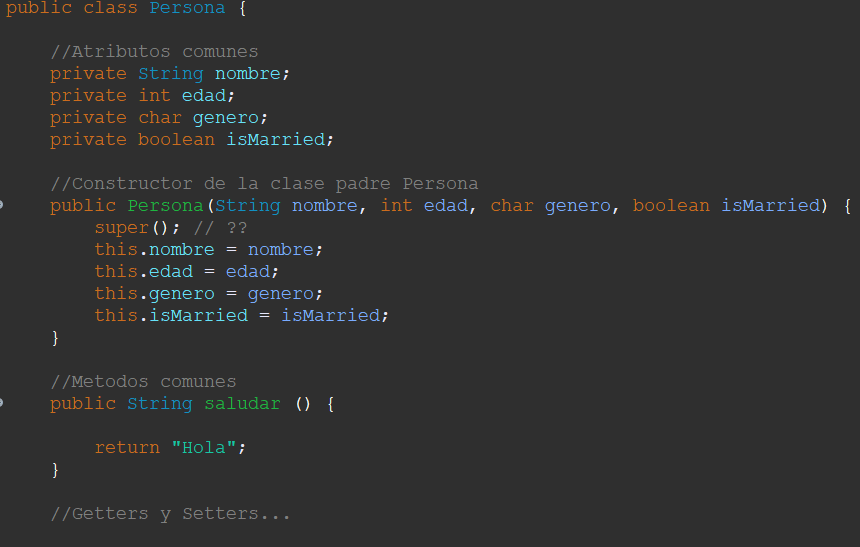 public class Persona {
//Atributos comunes
private String nombre;
private int edad;
private char genero;
private boolean isMarried;
//Constructor de la clase padre Persona
public Persona(String nombre, int edad, char genero, boolean isMarried) {
super(); // ??
this.nombre = nombre;
this.edad = edad;
this.genero = genero;
this.isMarried = isMarried;
}
//Metodos comunes
public String saludar () {
return "Hola";
}
//Getters y Setters...